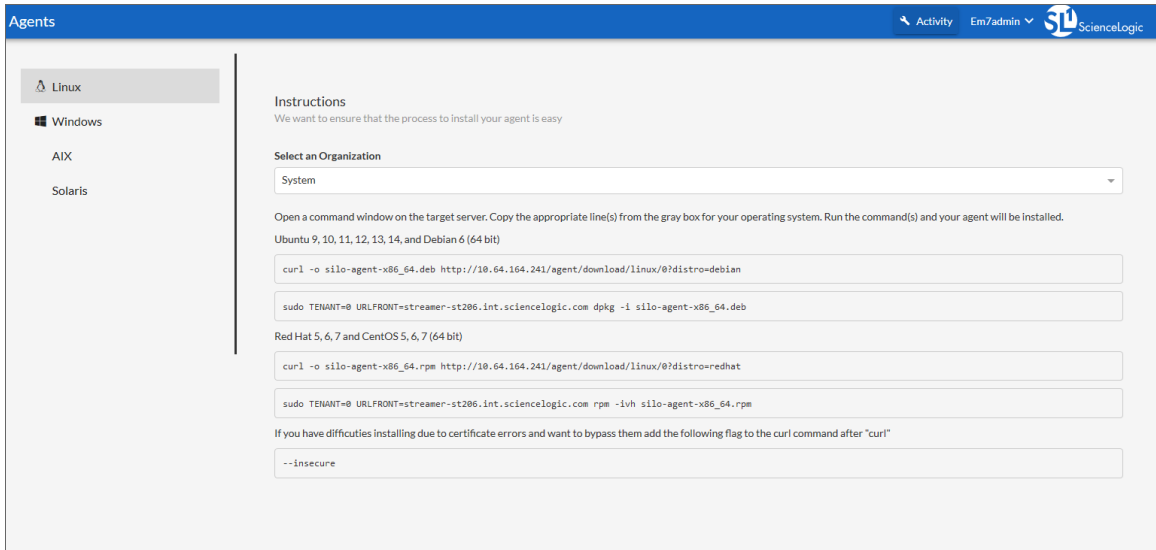 Agents
Activity
Em7admin
SL1 ScienceLogic
Linux
Windows
AIX
Solaris
Instructions
We want to ensure that the process to install your agent is easy
Select an Organization
System
Open a command window on the target server. Copy the appropriate line(s) from the gray box for your operating system. Run the command(s) and your agent will be installed.
Ubuntu 9, 10, 11, 12, 13, 14, and Debian 6 (64 bit)
curl -o silo-agent-x86_64.deb http://10.64.164.241/agent/download/linux/0?distro=debian
sudo TENANT=0 URLFRONT=streamer-st206.int.sciencelogic.com dpkg -i silo-agent-x86_64.deb
Red Hat 5, 6, 7 and CentOS 5, 6, 7 (64 bit)
curl -o silo-agent-x86_64.rpm http://10.64.164.241/agent/download/linux/0?distro=redhat
sudo TENANT=0 URLFRONT=streamer-st206.int.sciencelogic.com rpm -ivh silo-agent-x86_64.rpm
If you have difficuties installing due to certificate errors and want to bypass them add the following flag to the curl command after "curl"
--insecure